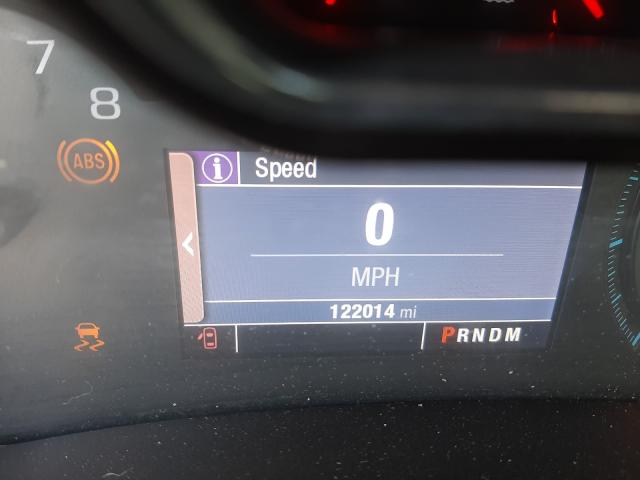 7
8
ABS
i Speed
0
MPH
122014 mi
PRNDM